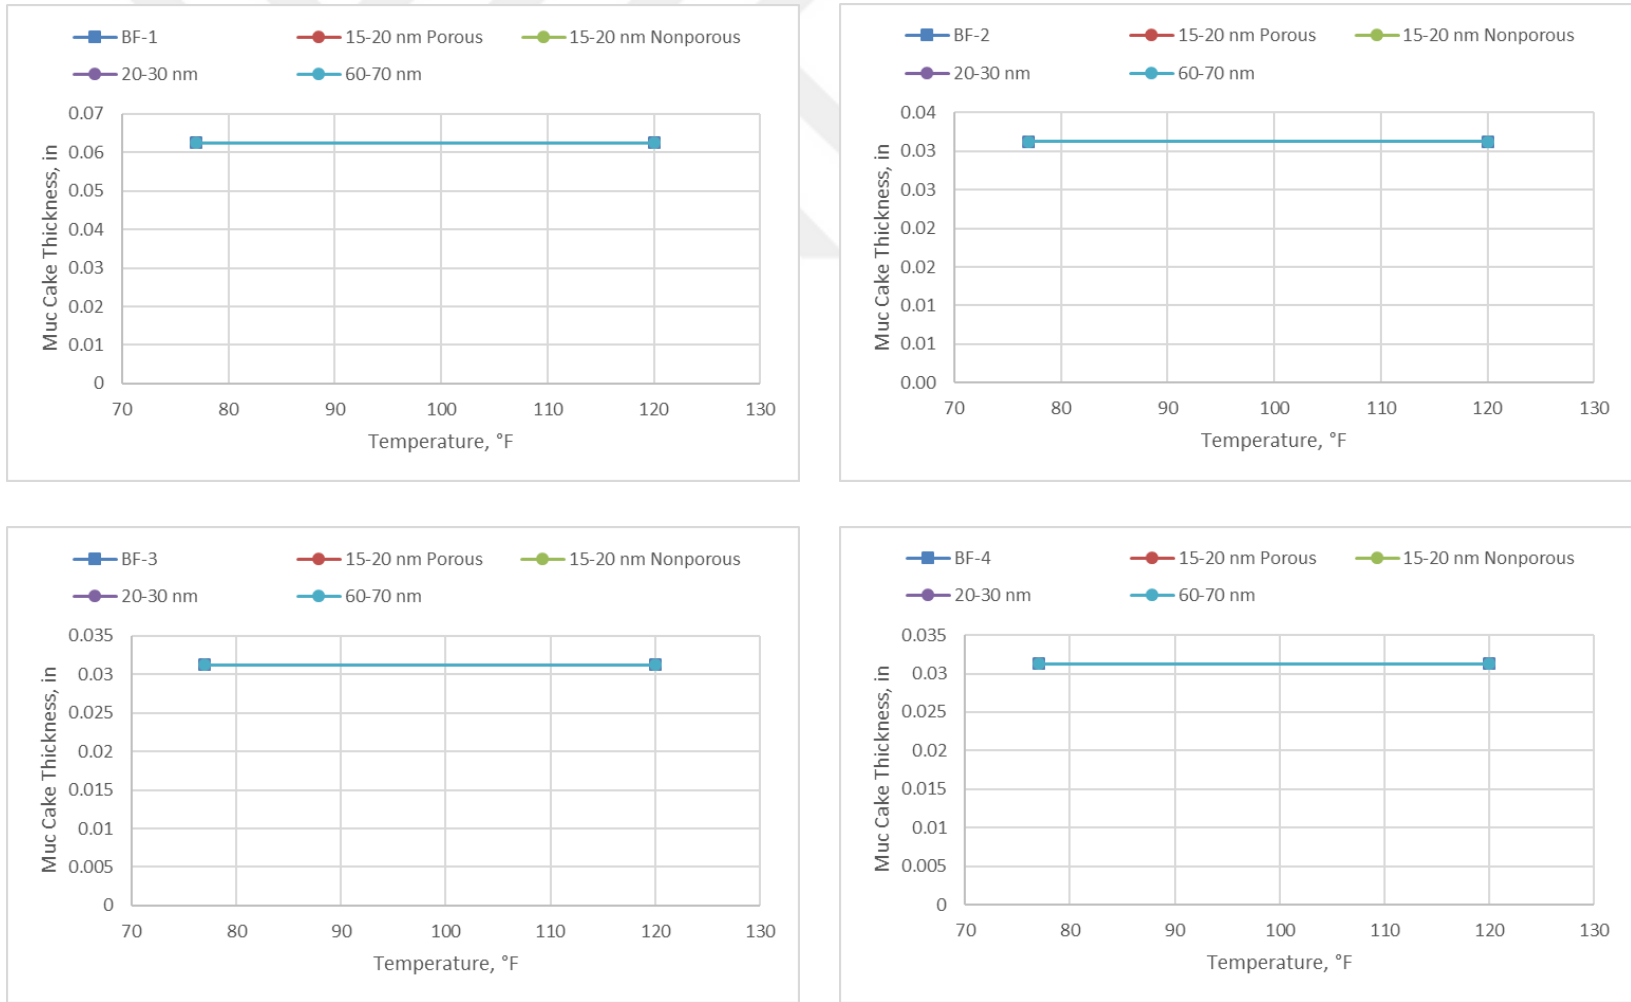 BF-1 15-20 nm Porous 15-20 nm Nonporous
20-30 nm 60-70 nm
0.07
0.06
0.05
0.04
0.03
0.02
0.01
0
Muc Cake Thickness, in
70 80 90 100 110 120 130
Temperature, °F
BF-2 15-20 nm Porous 15-20 nm Nonporous
20-30 nm 60-70 nm
0.04
0.03
0.03
0.02
0.02
0.01
0.01
0.00
Muc Cake Thickness, in
70 80 90 100 110 120 130
Temperature, °F
BF-3 15-20 nm Porous 15-20 nm Nonporous
20-30 nm 60-70 nm
0.035
0.03
0.025
0.02
0.015
0.01
0.005
0
Muc Cake Thickness, in
70 80 90 100 110 120 130
Temperature, °F
BF-4 15-20 nm Porous 15-20 nm Nonporous
20-30 nm 60-70 nm
0.035
0.03
0.025
0.02
0.015
0.01
0.005
0
Muc Cake Thickness, in
70 80 90 100 110 120 130
Temperature, °F